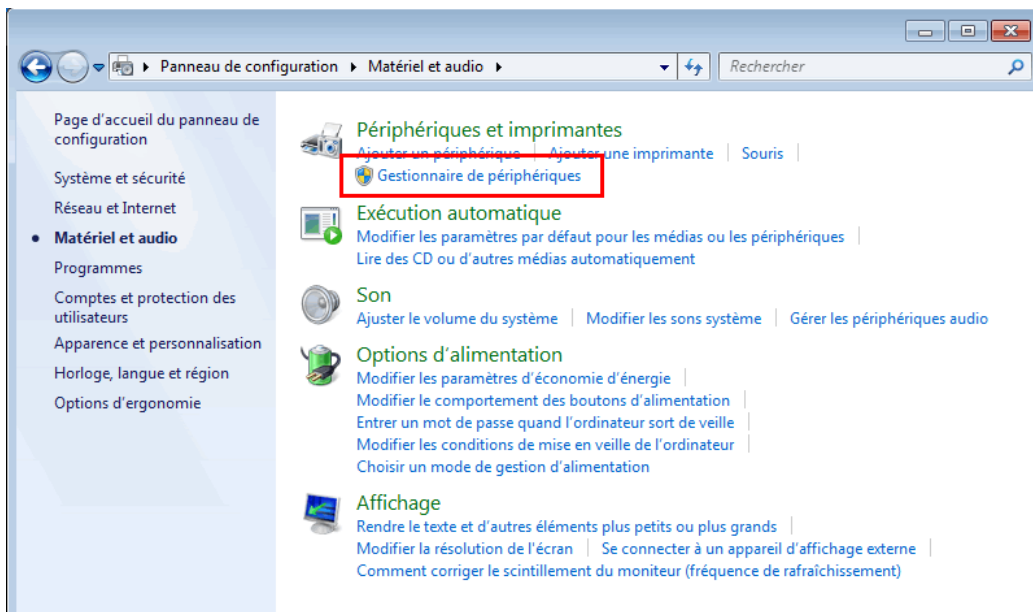 Panneau de configuration Matériel et audio Rechercher
Page d'accueil du panneau de
configuration
Système et sécurité
Réseau et Internet
Matériel et audio
Programmes
Comptes et protection des
utilisateurs
Apparence et personnalisation
Horloge, langue et région
Options d'ergonomie
Périphériques et imprimantes
Ajouter un périphérique Ajouter une imprimante Souris
Gestionnaire de périphériques
Exécution automatique
Modifier les paramètres par défaut pour les médias ou les périphériques
Lire des CD ou d'autres médias automatiquement
Son
Ajuster le volume du système Modifier les sons système Gérer les périphériques audio
Options d'alimentation
Modifier les paramètres d'économie d'énergie
Modifier le comportement des boutons d'alimentation
Entrer un mot de passe quand l'ordinateur sort de veille
Modifier les conditions de mise en veille de l'ordinateur
Choisir un mode de gestion d'alimentation
Affichage
Rendre le texte et d'autres éléments plus petits ou plus grands
Modifier la résolution de l'écran Se connecter à un appareil d'affichage externe
Comment corriger le scintillement du moniteur (fréquence de rafraîchissement)